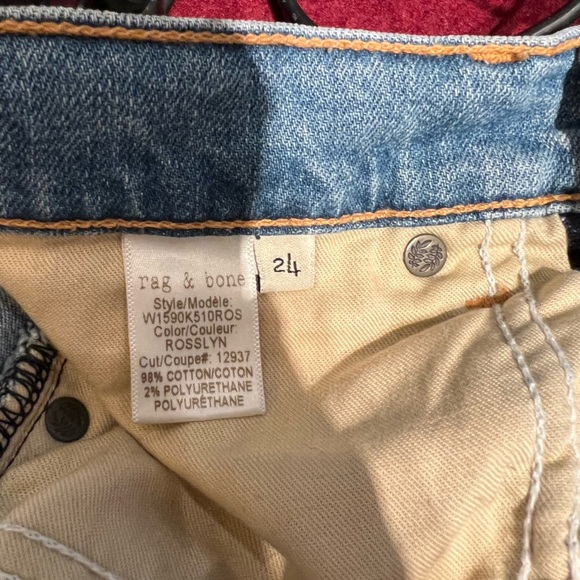 rag & bone
Style/Modèle:
W1590K510ROS
Color/Couleur:
ROSSLYN
Cut/Coupe#: 12937
98% COTTON/COTON
2% POLYURETHANE
POLYURÉTHANE
24